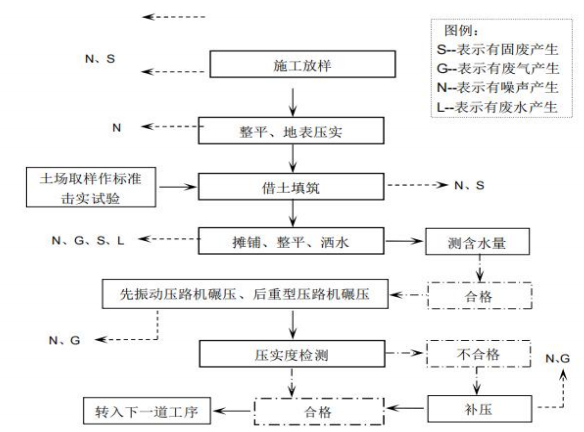 图例：
S--表示有固废产生
G--表示有废气产生
N--表示有噪声产生
L--表示有废水产生
N、S
施工放样
N
整平、地表压实
土场取样作标准
击实试验
借土填筑
N、S
N、G、S、L
摊铺、整平、洒水
测含水量
先振动压路机碾压、后重型压路机碾压
合格
N、G
压实度检测
不合格
N、G
转入下一道工序
合格
补压